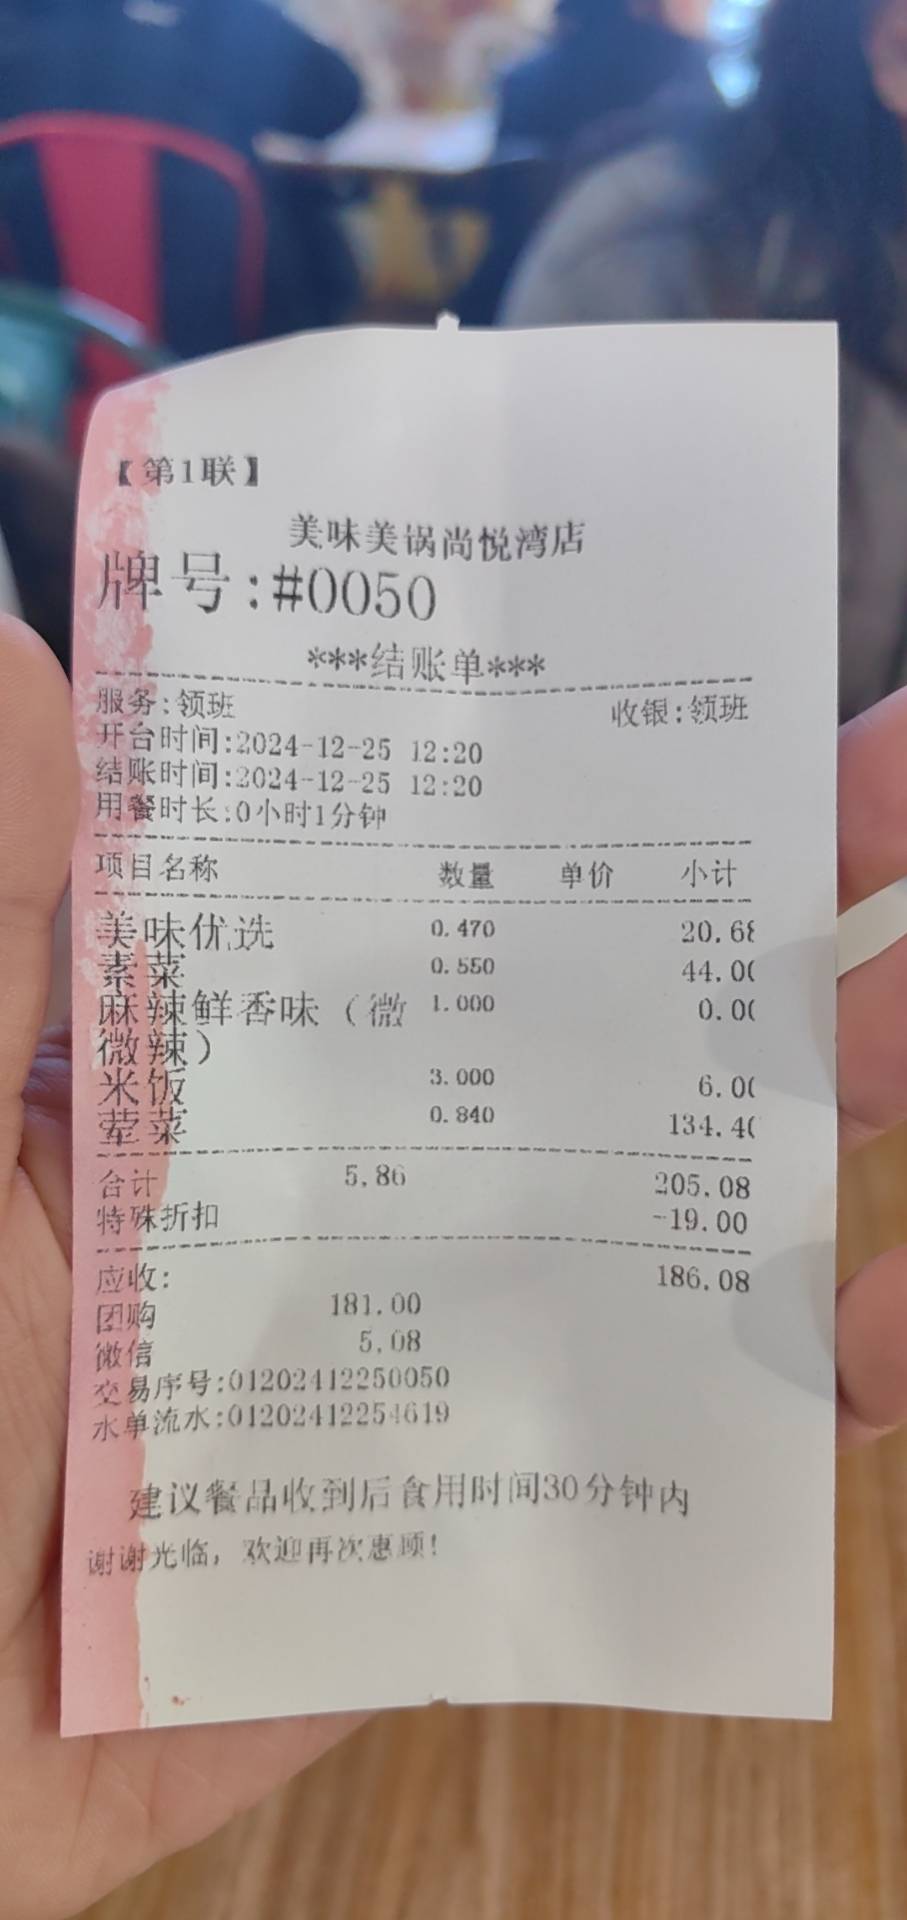 【第1联】
美味美锅尚悦湾店
牌号:#0050
***结账单***
服务:领班 收银:领班
开台时间:2024-12-25 12:20
结账时间:2024-12-25 12:20
用餐时长:0小时1分钟
项目名称 数量 单价 小计
美味优选 0.470 20.68
素菜 0.550 44.00
麻辣鲜香味（微 1.000 0.00
微辣）
米饭 3.000 6.00
荤菜 0.840 134.40
合计 5.86 205.08
特殊折扣 -19.00
应收: 186.08
团购 181.00
微信 5.08
交易序号:01202412250050
水单流水:01202412254619
建议餐品收到后食用时间30分钟内
谢谢光临，欢迎再次惠顾!